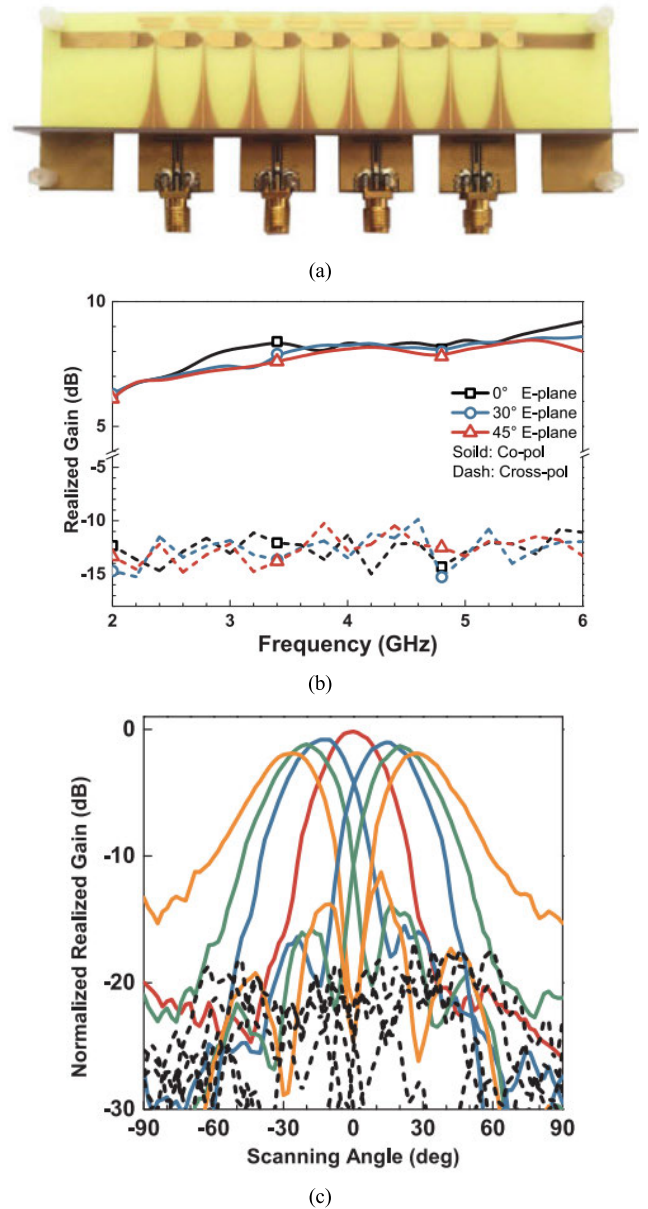 (a)
10
5
-5
-10
-15
Realized Gain (dB)
0° E-plane
30° E-plane
45° E-plane
Soild: Co-pol
Dash: Cross-pol
2 3 4 5 6
Frequency (GHz)
(b)
0
-10
-20
-30
Normalized Realized Gain (dB)
-90 -60 -30 0 30 60 90
Scanning Angle (deg)
(c)